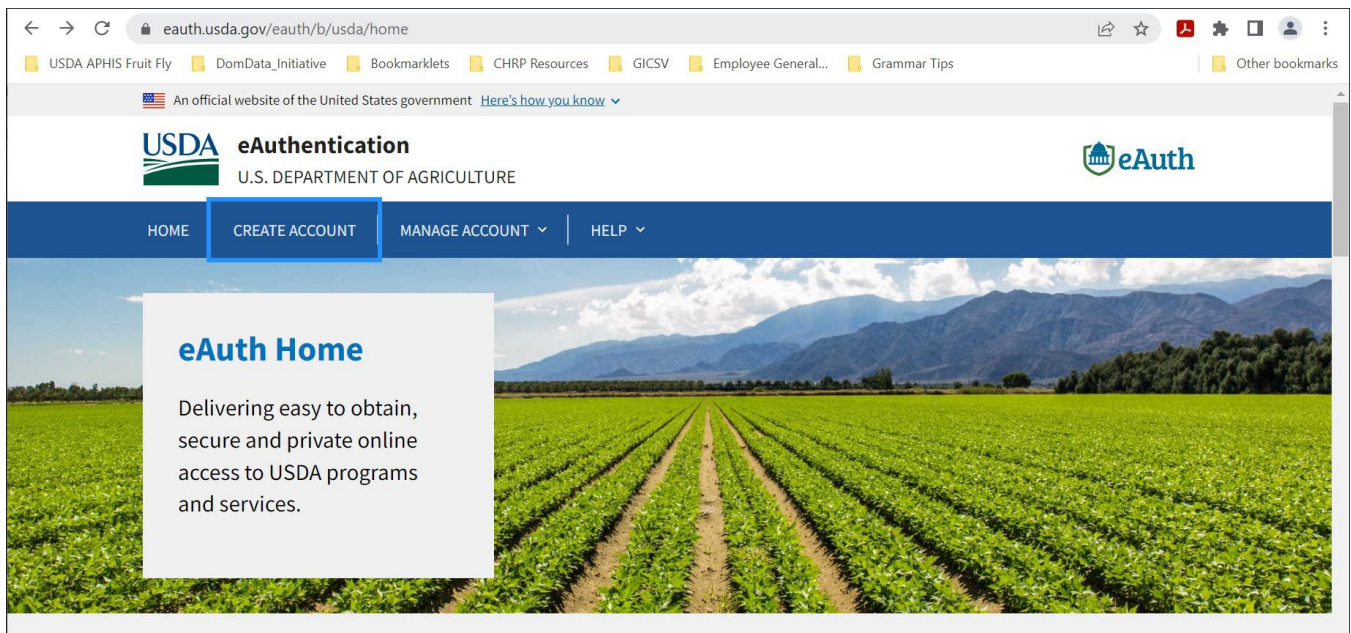 eauth.usda.gov/eauth/b/usda/home
USDA APHIS Fruit Fly DomData_Initiative Bookmarklets CHRP Resources GICSV Employee General... Grammar Tips Other bookmarks
An official website of the United States government Here's how you know
USDA
eAuthentication
U.S. DEPARTMENT OF AGRICULTURE
eAuth
HOME CREATE ACCOUNT MANAGE ACCOUNT HELP
eAuth Home
Delivering easy to obtain,
secure and private online
access to USDA programs
and services.